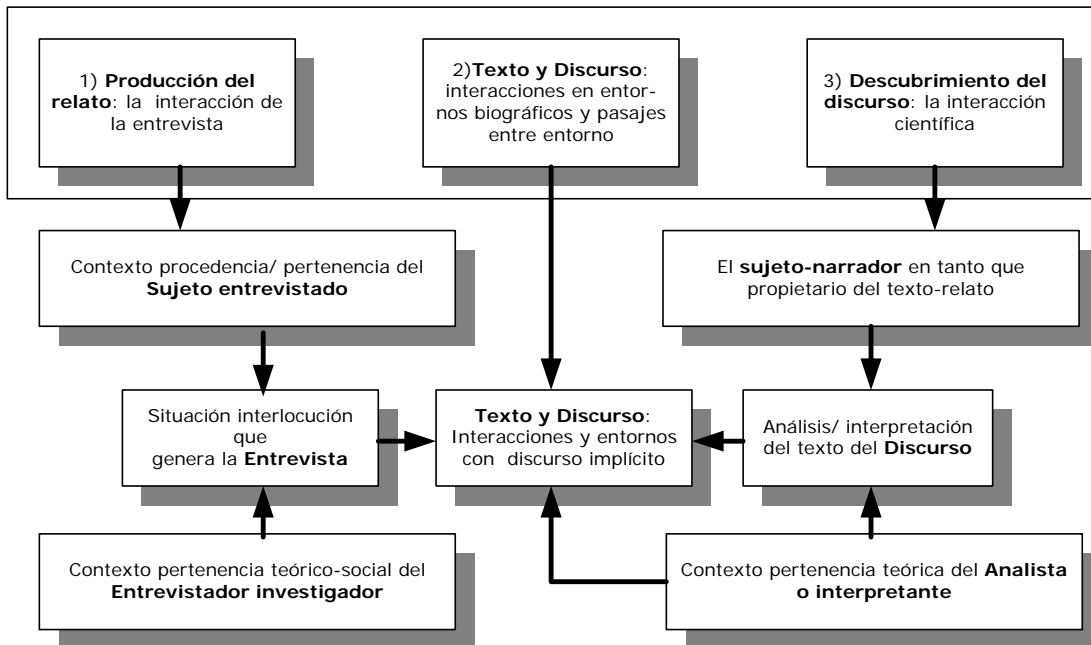 1) Producción del
relato: la interacción de
la entrevista
2)Texto y Discurso:
interacciones en entor-
nos biográficos y pasajes
entre entorno
3) Descubrimiento del
discurso: la interacción
científica
Contexto procedencia/ pertenencia del
Sujeto entrevistado
El sujeto-narrador en tanto que
propietario del texto-relato
Situación interlocución
que
genera la Entrevista
Texto y Discurso:
Interacciones y entornos
con discurso implícito
Análisis/ interpretación
del texto del Discurso
Contexto pertenencia teórico-social del
Entrevistador investigador
Contexto pertenencia teórica del Analista
o interpretante